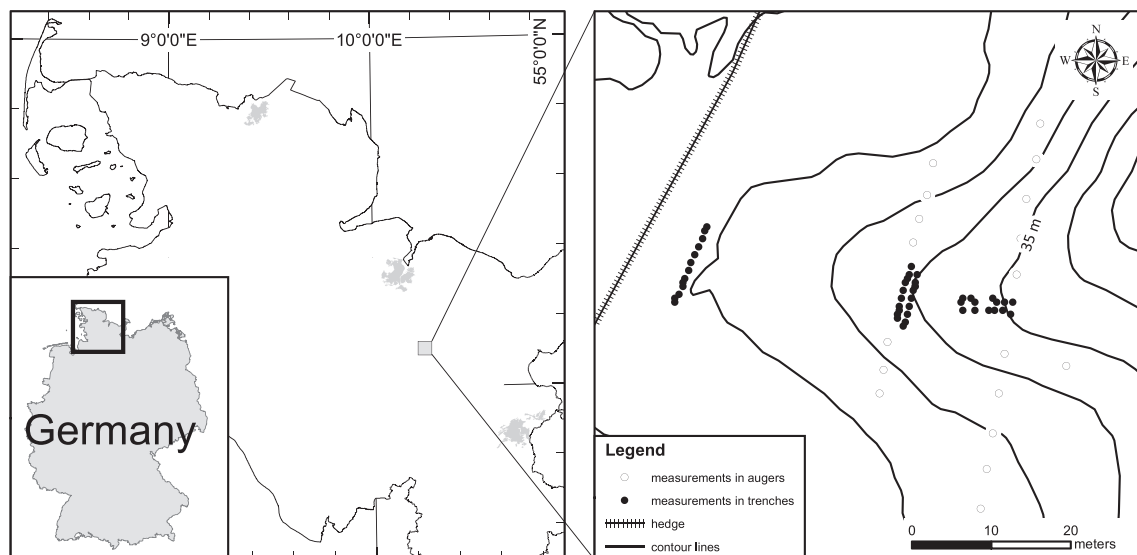 9°0'0"E
10°0'0"E
55°0'0"N
Germany
N
W
E
S
35 m
Legend
measurements in augers
measurements in trenches
hedge
contour lines
0
10
20
meters